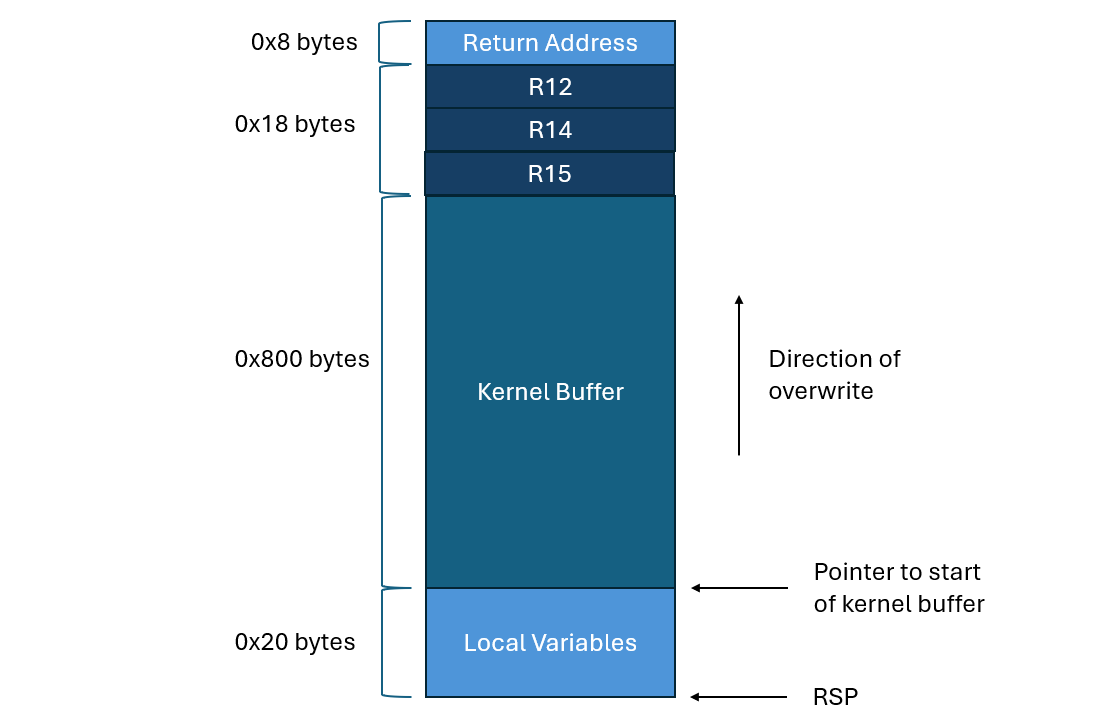 0x8 bytes
Return Address
R12
0x18 bytes
R14
R15
0x800 bytes
Kernel Buffer
Direction of
overwrite
Pointer to start
of kernel buffer
0x20 bytes
Local Variables
RSP